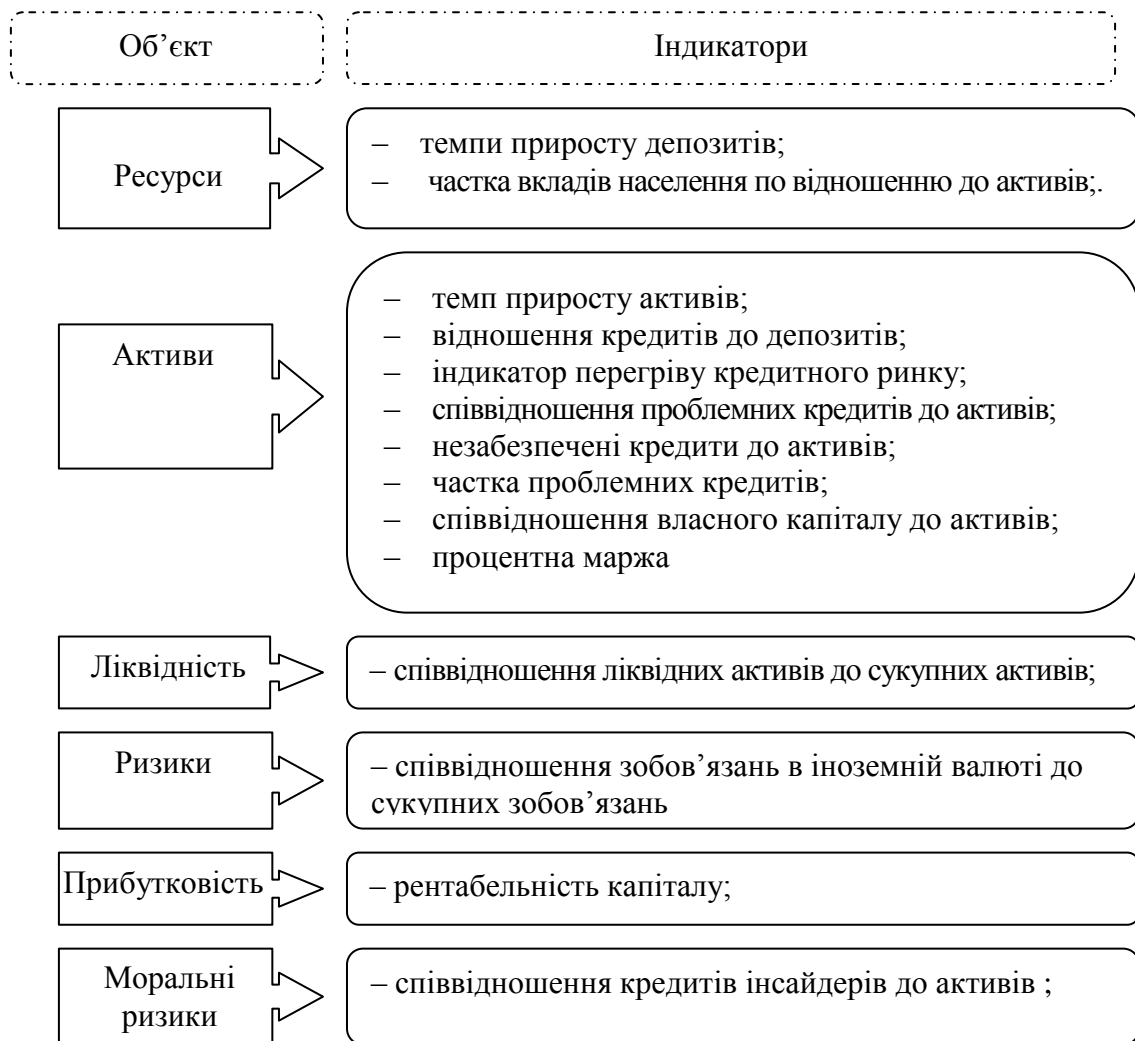 Об’єкт
Індикатори
Ресурси
– темпи приросту депозитів;
– частка вкладів населення по відношенню до активів;.
Активи
– темп приросту активів;
– відношення кредитів до депозитів;
– індикатор перегріву кредитного ринку;
– співвідношення проблемних кредитів до активів;
– незабезпечені кредити до активів;
– частка проблемних кредитів;
– співвідношення власного капіталу до активів;
– процентна маржа
Ліквідність
– співвідношення ліквідних активів до сукупних активів;
Ризики
– співвідношення зобов’язань в іноземній валюті до
сукупних зобов’язань
Прибутковість
– рентабельність капіталу;
Моральні
ризики
– співвідношення кредитів інсайдерів до активів ;